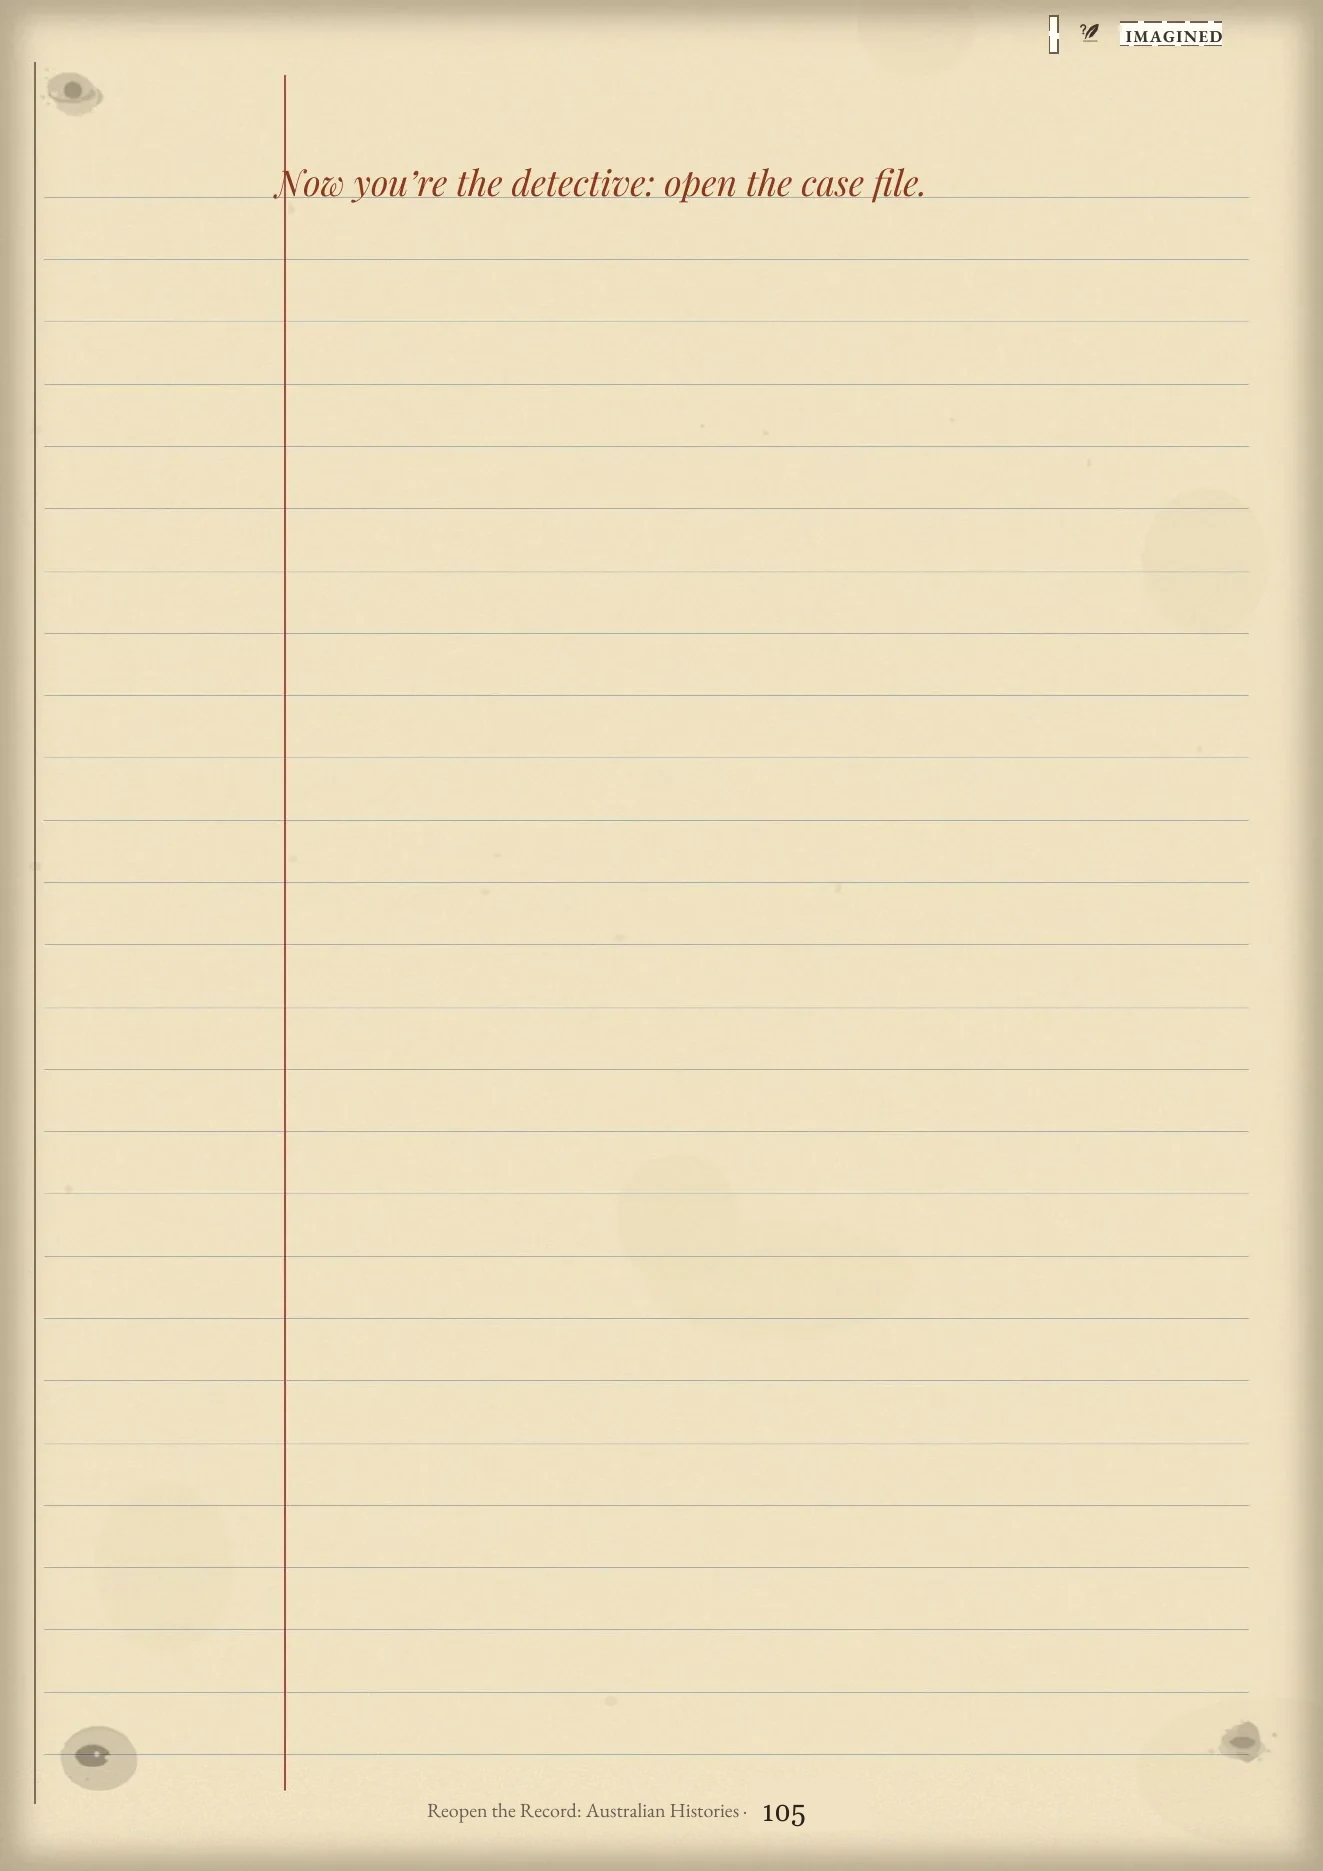 IMAGINED
Now you’re the detective: open the case file.
Reopen the Record: Australian Histories · 105